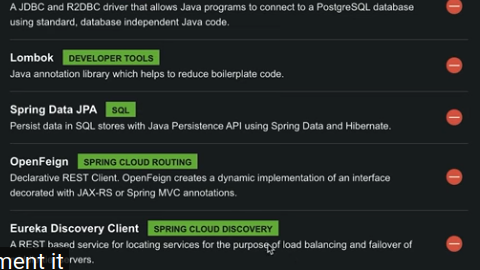 A JDBC and R2DBC driver that allows Java programs to connect to a PostgreSQL database
using standard, database independent Java code.
Lombok DEVELOPER TOOLS
Java annotation library which helps to reduce boilerplate code.
Spring Data JPA SQL
Persist data in SQL stores with Java Persistence API using Spring Data and Hibernate.
OpenFeign SPRING CLOUD ROUTING
Declarative REST Client. OpenFeign creates a dynamic implementation of an interface
decorated with JAX-RS or Spring MVC annotations.
Eureka Discovery Client SPRING CLOUD DISCOVERY
A REST based service for locating services for the purpose of load balancing and failover of
ment it